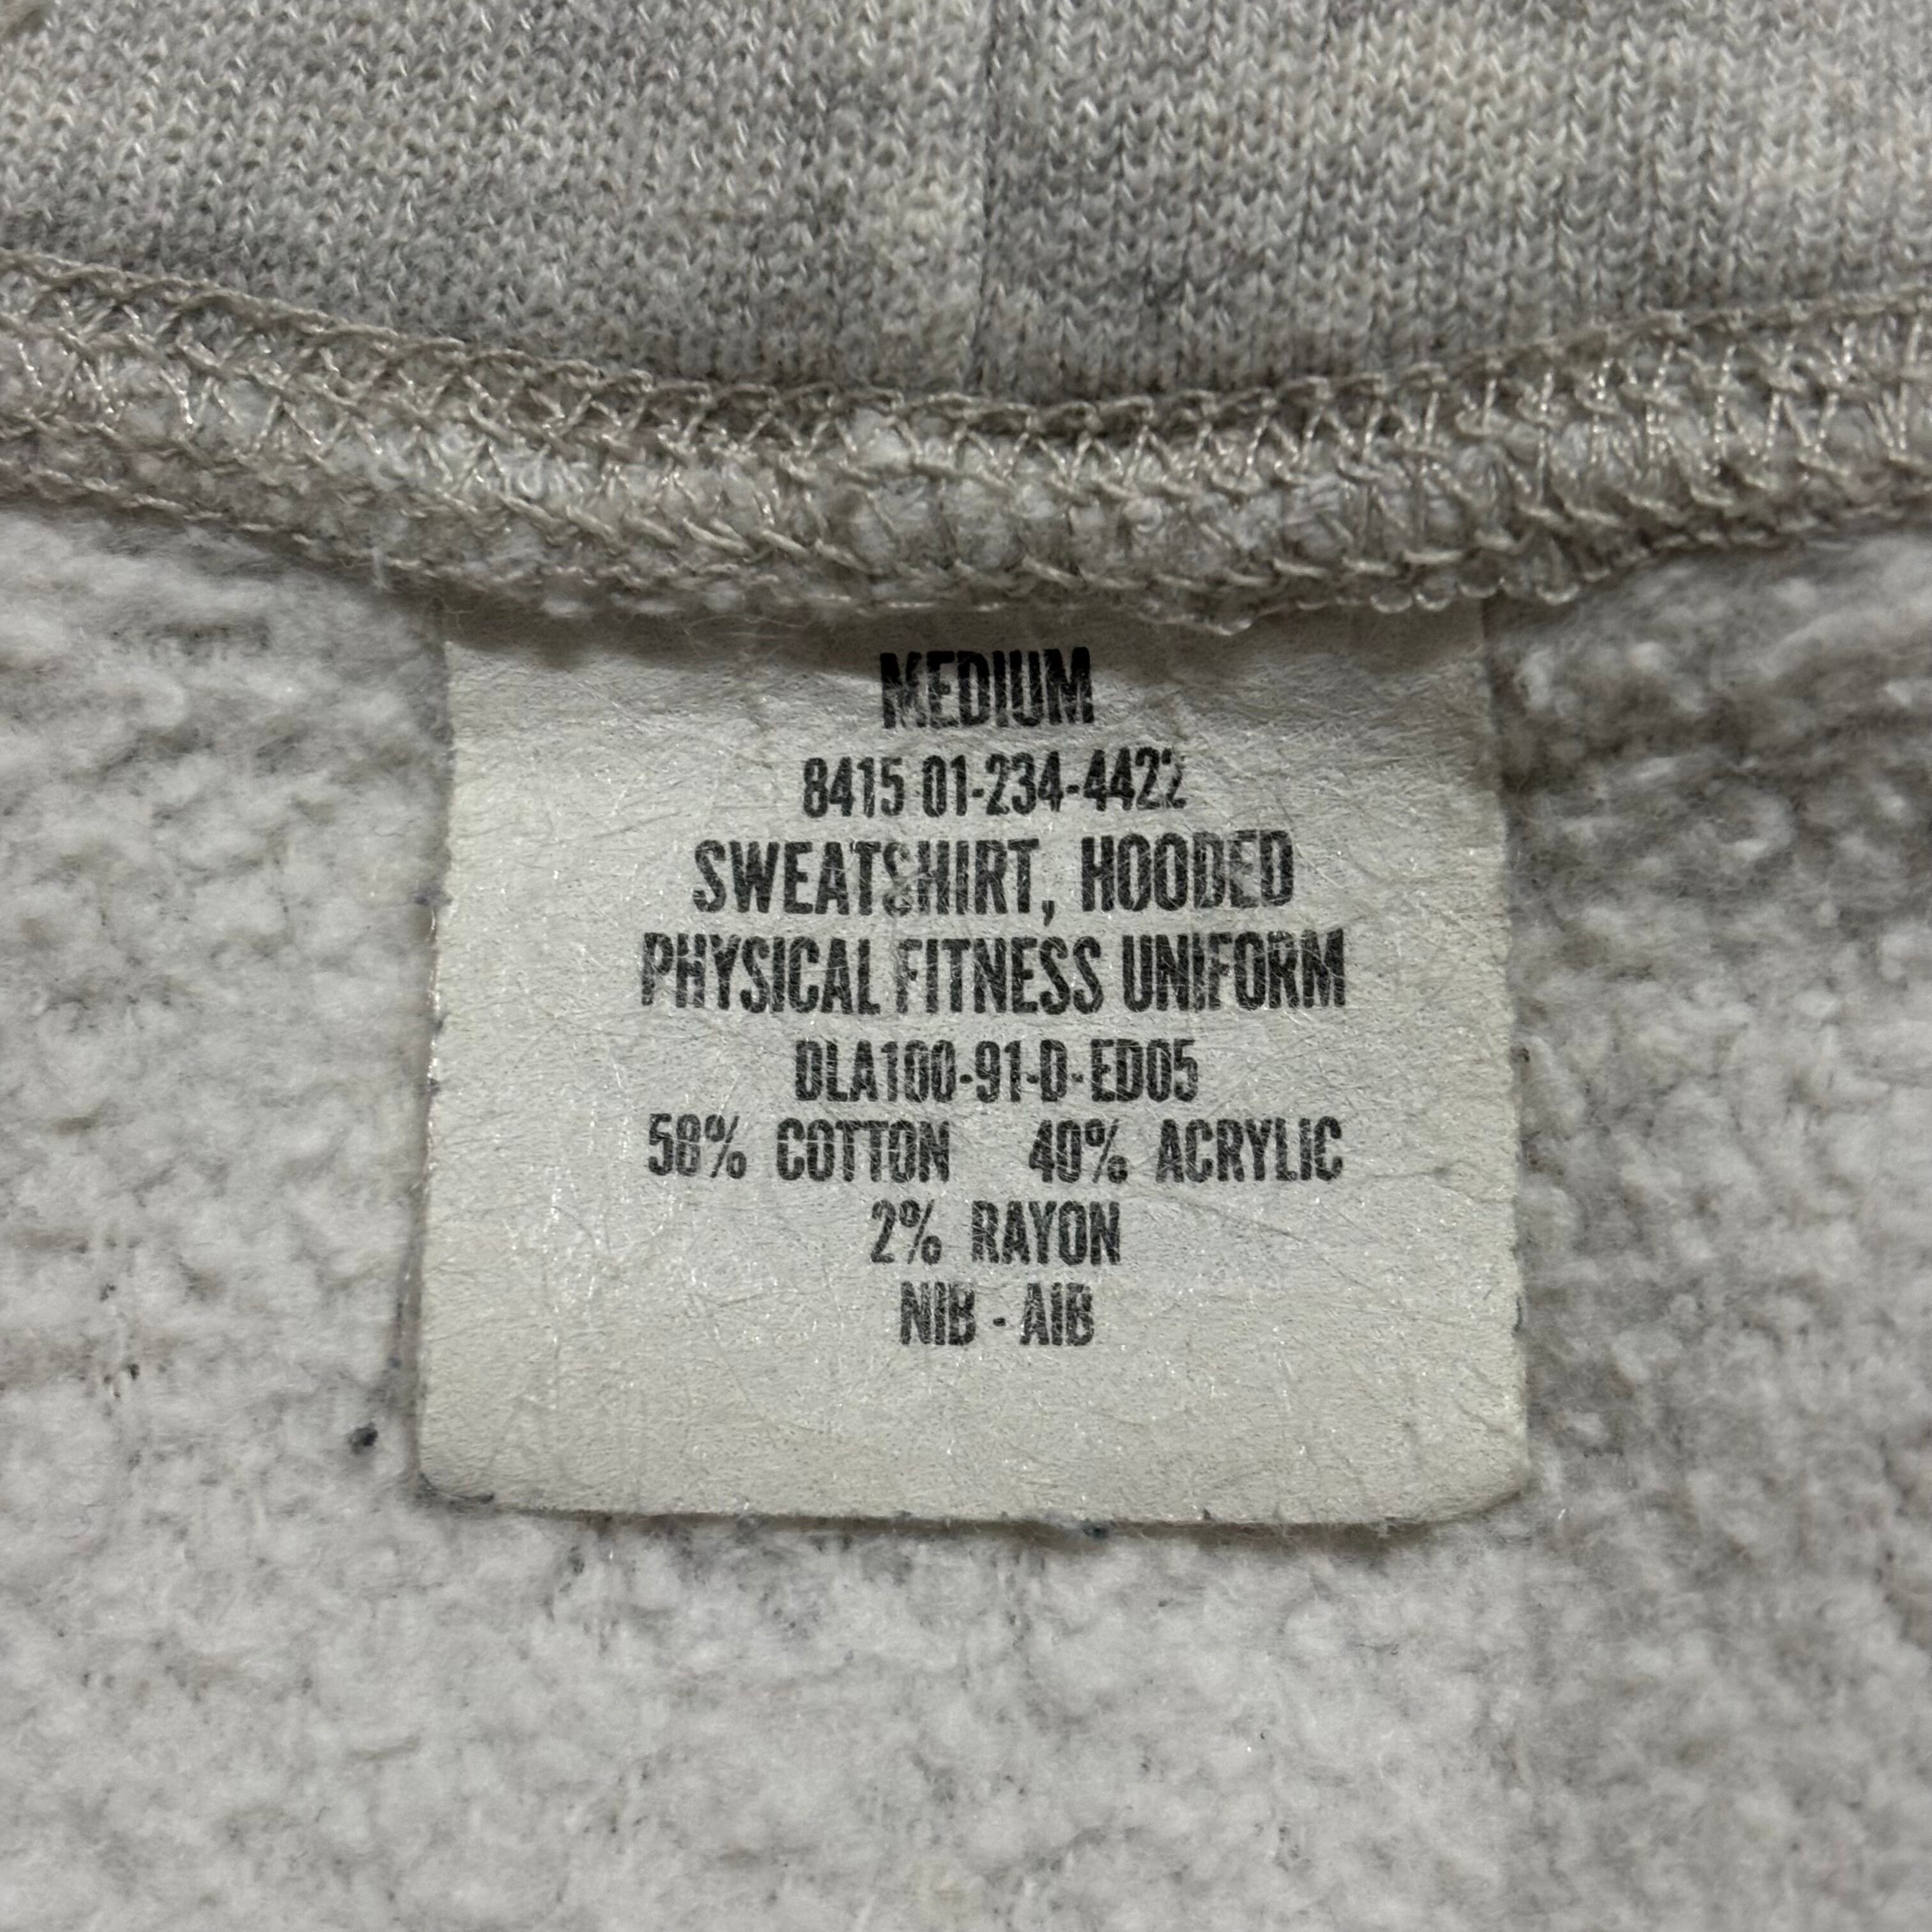 MEDIUM
8415 01-234-4422
SWEATSHIRT, HOODED
PHYSICAL FITNESS UNIFORM
DLA100-91-D-ED05
58% COTTON 40% ACRYLIC
2% RAYON
NIB - AIB